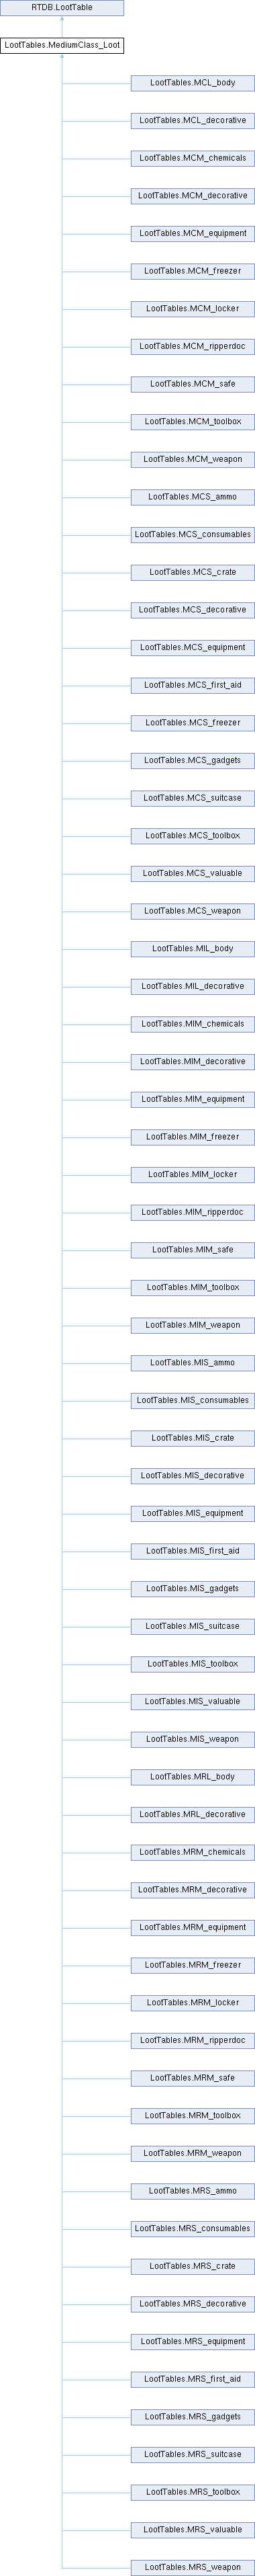 RTDB.LootTable
LootTables.MediumClass_Loot
LootTables.MCL_body
LootTables.MCL_decorative
LootTables.MCM_chemicals
LootTables.MCM_decorative
LootTables.MCM_equipment
LootTables.MCM_freezer
LootTables.MCM_locker
LootTables.MCM_ripperdoc
LootTables.MCM_safe
LootTables.MCM_toolbox
LootTables.MCM_weapon
LootTables.MCS_ammo
LootTables.MCS_consumables
LootTables.MCS_crate
LootTables.MCS_decorative
LootTables.MCS_equipment
LootTables.MCS_first_aid
LootTables.MCS_freezer
LootTables.MCS_gadgets
LootTables.MCS_suitcase
LootTables.MCS_toolbox
LootTables.MCS_valuable
LootTables.MCS_weapon
LootTables.MIL_body
LootTables.MIL_decorative
LootTables.MIM_chemicals
LootTables.MIM_decorative
LootTables.MIM_equipment
LootTables.MIM_freezer
LootTables.MIM_locker
LootTables.MIM_ripperdoc
LootTables.MIM_safe
LootTables.MIM_toolbox
LootTables.MIM_weapon
LootTables.MIS_ammo
LootTables.MIS_consumables
LootTables.MIS_crate
LootTables.MIS_decorative
LootTables.MIS_equipment
LootTables.MIS_first_aid
LootTables.MIS_gadgets
LootTables.MIS_suitcase
LootTables.MIS_toolbox
LootTables.MIS_valuable
LootTables.MIS_weapon
LootTables.MRL_body
LootTables.MRL_decorative
LootTables.MRM_chemicals
LootTables.MRM_decorative
LootTables.MRM_equipment
LootTables.MRM_freezer
LootTables.MRM_locker
LootTables.MRM_ripperdoc
LootTables.MRM_safe
LootTables.MRM_toolbox
LootTables.MRM_weapon
LootTables.MRS_ammo
LootTables.MRS_consumables
LootTables.MRS_crate
LootTables.MRS_decorative
LootTables.MRS_equipment
LootTables.MRS_first_aid
LootTables.MRS_gadgets
LootTables.MRS_suitcase
LootTables.MRS_toolbox
LootTables.MRS_valuable
LootTables.MRS_weapon